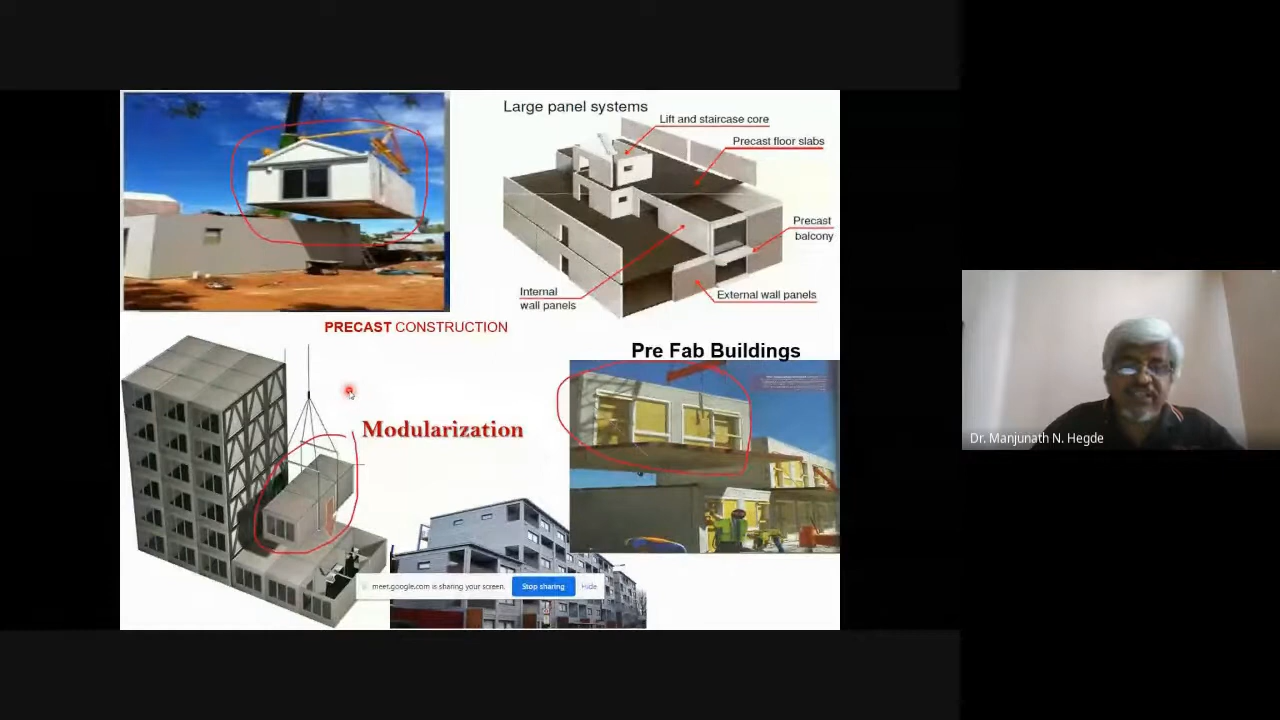 Large panel systems
Lift and staircase core
Precast floor slabs
Precast
balcony
Internal
wall panels
External wall panels
PRECAST CONSTRUCTION
Pre Fab Buildings
Modularization
meet.google.com is sharing your screen.
Stop sharing
Hide
Dr. Manjunath N. Hegde